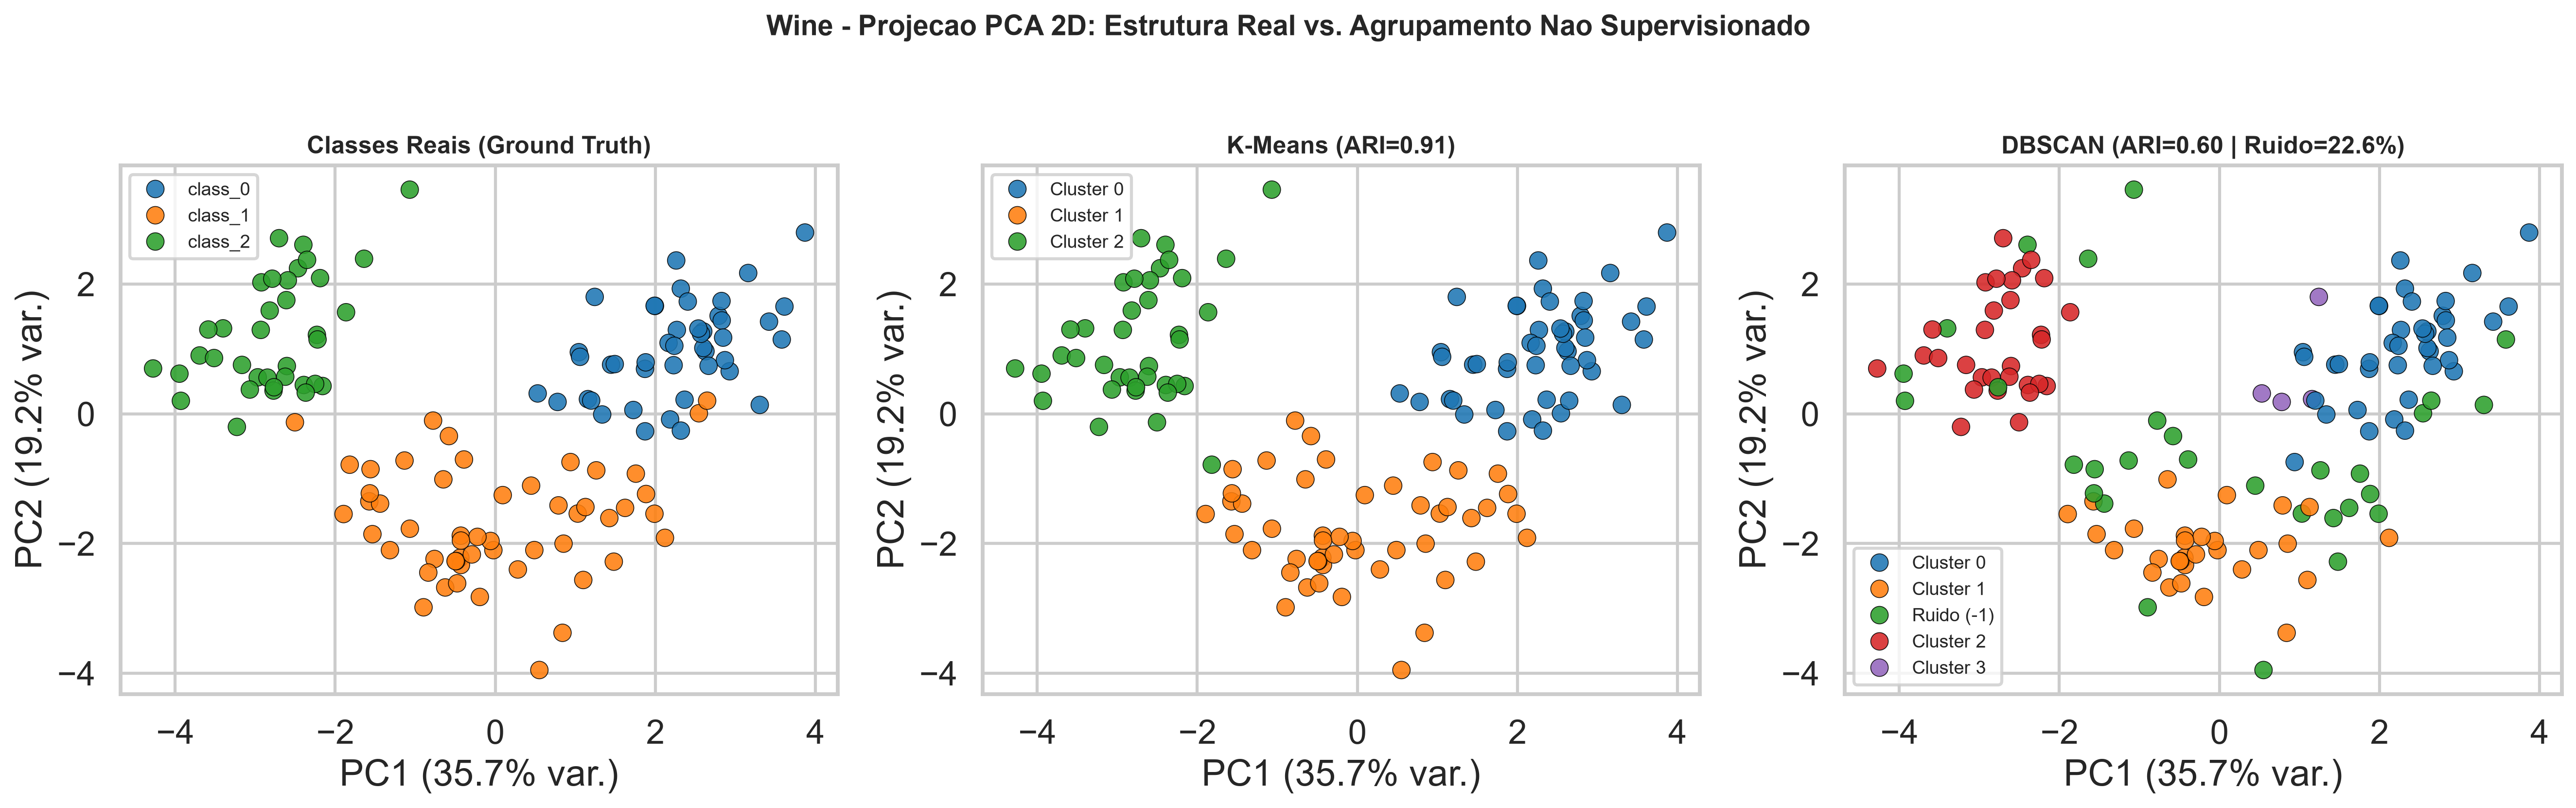 Wine - Projecao PCA 2D: Estrutura Real vs. Agrupamento Nao Supervisionado
Classes Reais (Ground Truth)
class_0
class_1
class_2
PC2 (19.2% var.)
2
0
−2
−4
−4
−2
0
2
4
PC1 (35.7% var.)
K-Means (ARI=0.91)
Cluster 0
Cluster 1
Cluster 2
PC2 (19.2% var.)
2
0
−2
−4
−4
−2
0
2
4
PC1 (35.7% var.)
DBSCAN (ARI=0.60 | Ruido=22.6%)
PC2 (19.2% var.)
2
0
−2
−4
Cluster 0
Cluster 1
Ruido (-1)
Cluster 2
Cluster 3
−4
−2
0
2
4
PC1 (35.7% var.)